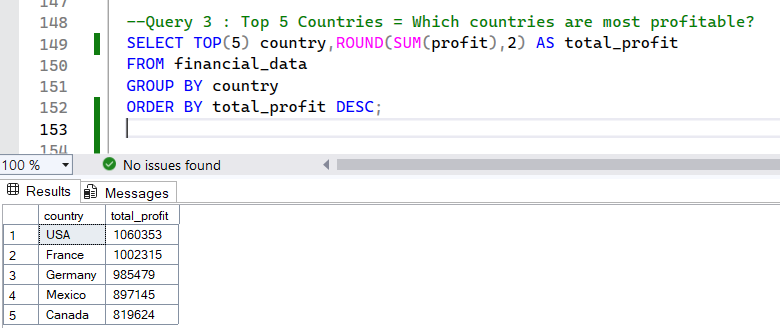 147
148 --Query 3 : Top 5 Countries = Which countries are most profitable?
149 SELECT TOP(5) country,ROUND(SUM(profit),2) AS total_profit
150 FROM financial_data
151 GROUP BY country
152 ORDER BY total_profit DESC;
153
154
100 % No issues found
Results Messages
country total_profit
1 USA 1060353
2 France 1002315
3 Germany 985479
4 Mexico 897145
5 Canada 819624